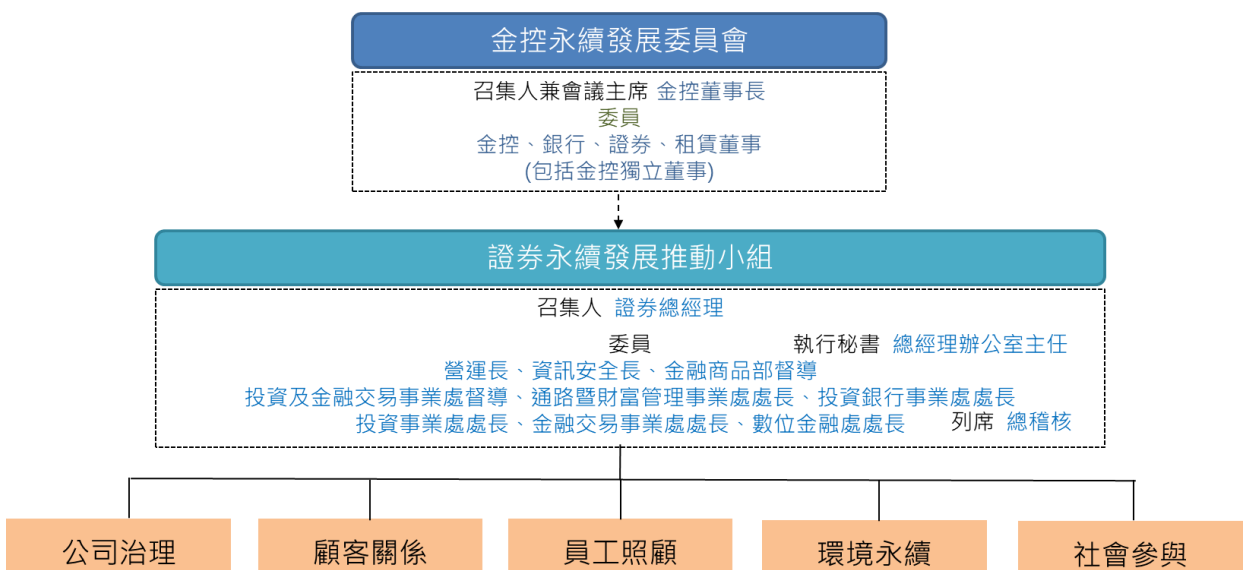 金控永續發展委員會
召集人兼會議主席 金控董事長
委員
金控、銀行、證券、租賃董事
(包括金控獨立董事)
證券永續發展推動小組
召集人 證券總經理
委員 執行秘書 總經理辦公室主任
營運長、資訊安全長、金融商品部督導
投資及金融交易事業處督導、通路暨財富管理事業處處長、投資銀行事業處處長
投資事業處處長、金融交易事業處處長、數位金融處處長 列席 總稽核
公司治理 顧客關係 員工照顧 環境永續 社會參與